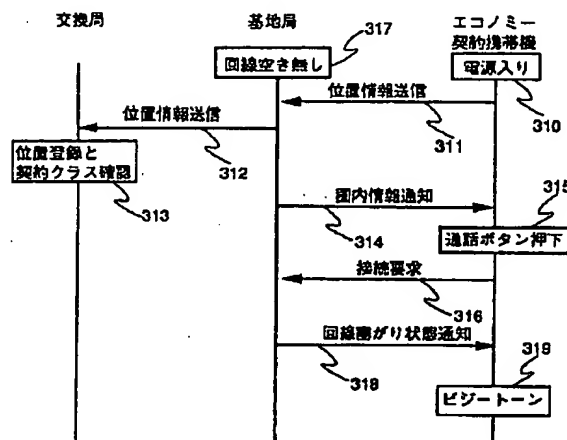 交換局
基地局
エコノミー
契約携帯機
317
回線空き無し
電源入り
310
位置情報送信
311
位置情報送信
312
位置登録と
契約クラス確認
313
圏内情報通知
314
315
通話ボタン押下
接続要求
316
回線塞がり状態通知
318
319
ビジートーン